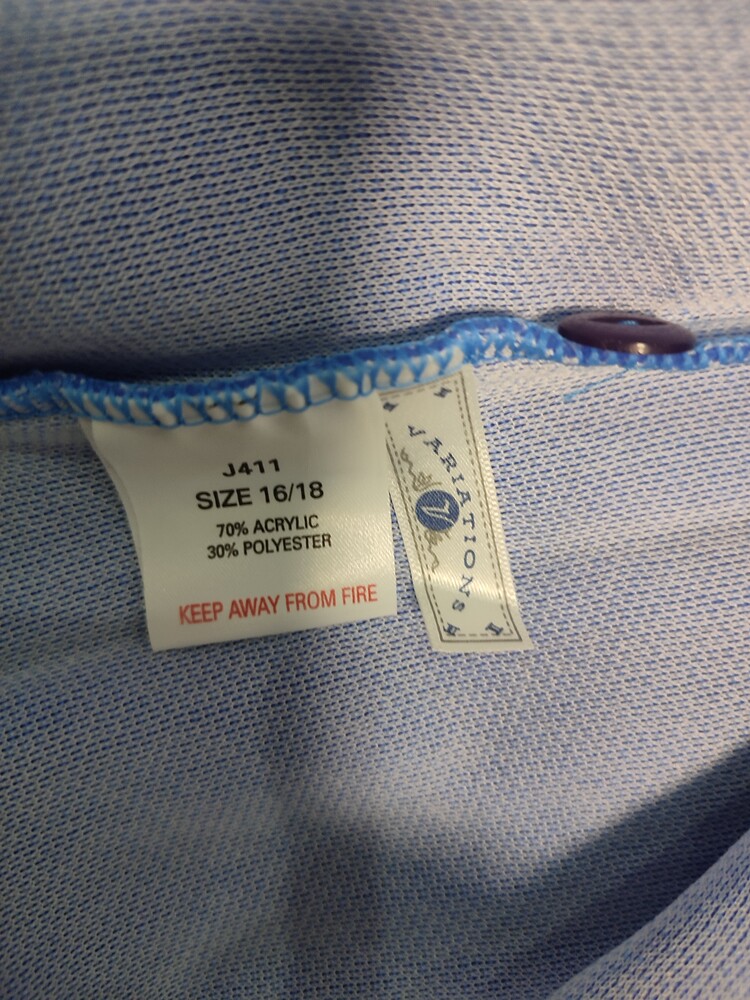 J411
SIZE 16/18
70% ACRYLIC
30% POLYESTER
KEEP AWAY FROM FIRE
VARIATIONS
V